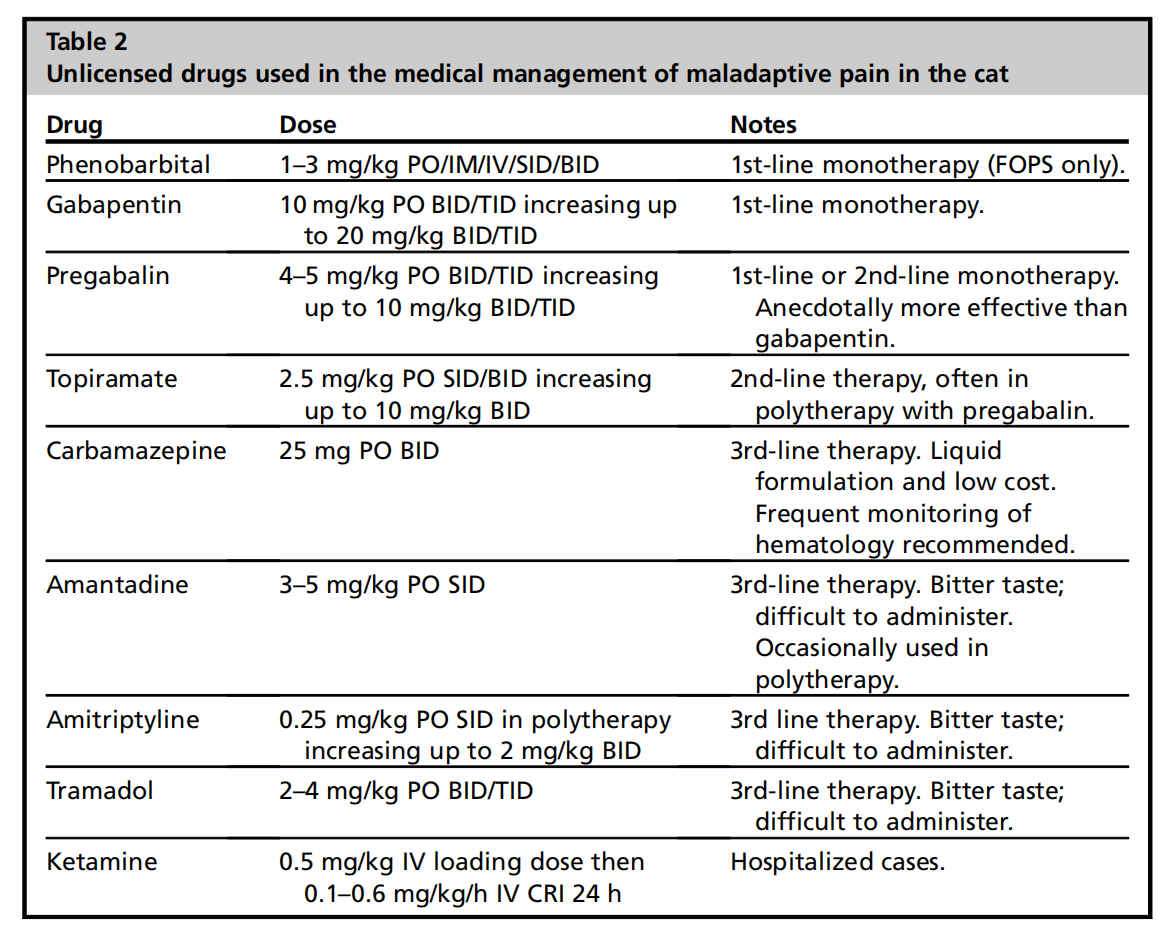 Table 2
Unlicensed drugs used in the medical management of maladaptive pain in the cat
Drug Dose Notes
Phenobarbital 1–3 mg/kg PO/IM/IV/SID/BID 1st-line monotherapy (FOPS only).
Gabapentin 10 mg/kg PO BID/TID increasing up 1st-line monotherapy.
to 20 mg/kg BID/TID
Pregabalin 4–5 mg/kg PO BID/TID increasing 1st-line or 2nd-line monotherapy.
up to 10 mg/kg BID/TID Anecdotally more effective than
gabapentin.
Topiramate 2.5 mg/kg PO SID/BID increasing 2nd-line therapy, often in
up to 10 mg/kg BID polytherapy with pregabalin.
Carbamazepine 25 mg PO BID 3rd-line therapy. Liquid
formulation and low cost.
Frequent monitoring of
hematology recommended.
Amantadine 3–5 mg/kg PO SID 3rd-line therapy. Bitter taste;
difficult to administer.
Occasionally used in
polytherapy.
Amitriptyline 0.25 mg/kg PO SID in polytherapy 3rd line therapy. Bitter taste;
increasing up to 2 mg/kg BID difficult to administer.
Tramadol 2–4 mg/kg PO BID/TID 3rd-line therapy. Bitter taste;
difficult to administer.
Ketamine 0.5 mg/kg IV loading dose then Hospitalized cases.
0.1–0.6 mg/kg/h IV CRI 24 h